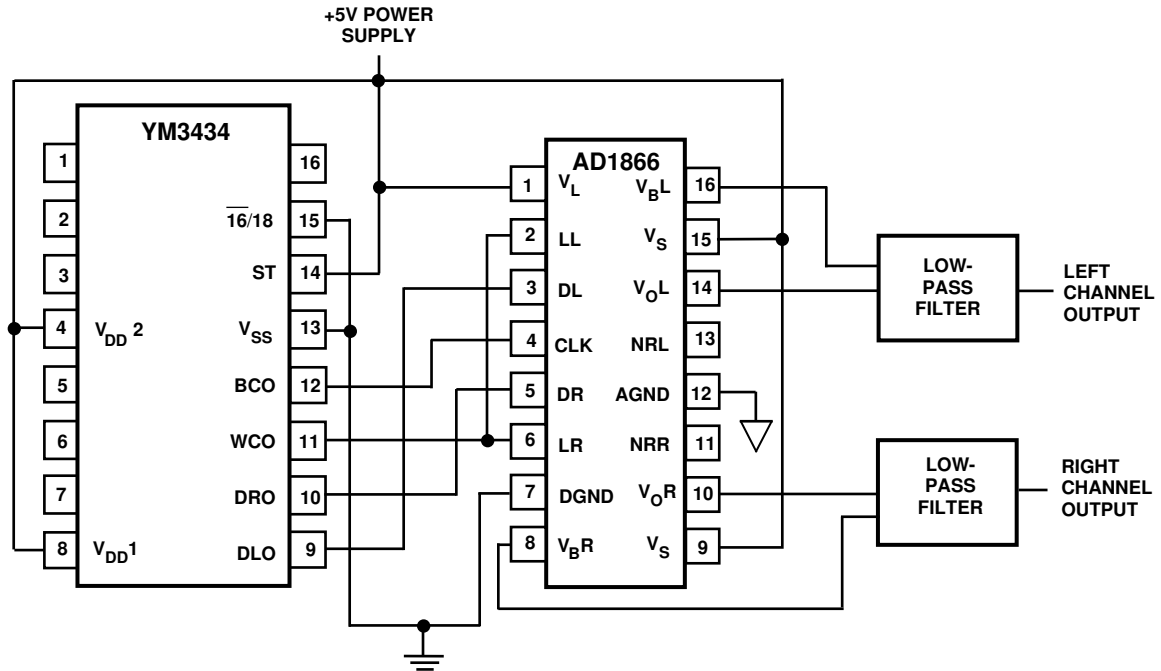 +5V POWER
SUPPLY
YM3434
1
2
3
4
5
6
7
8
V_DD 2
V_DD1
16
15
14
13
12
11
10
9
1̅6̅/18
ST
V_SS
BCO
WCO
DRO
DLO
AD1866
1
2
3
4
5
6
7
8
V_L
LL
DL
CLK
DR
LR
DGND
V_BR
V_BL
V_S
V_OL
NRL
AGND
NRR
V_OR
V_S
16
15
14
13
12
11
10
9
LOW-
PASS
FILTER
LEFT
CHANNEL
OUTPUT
LOW-
PASS
FILTER
RIGHT
CHANNEL
OUTPUT